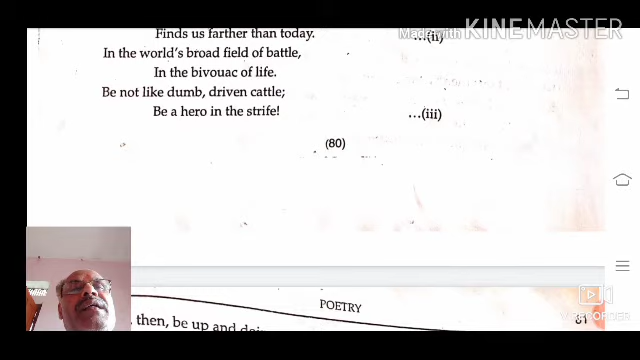 Finds us farther than today.
...(ii)
Made with KINEMASTER
In the world's broad field of battle,
In the bivouac of life.
Be not like dumb, driven cattle;
Be a hero in the strife!
...(iii)
(80)
V RECORDER
POETRY
81
, then, be up and